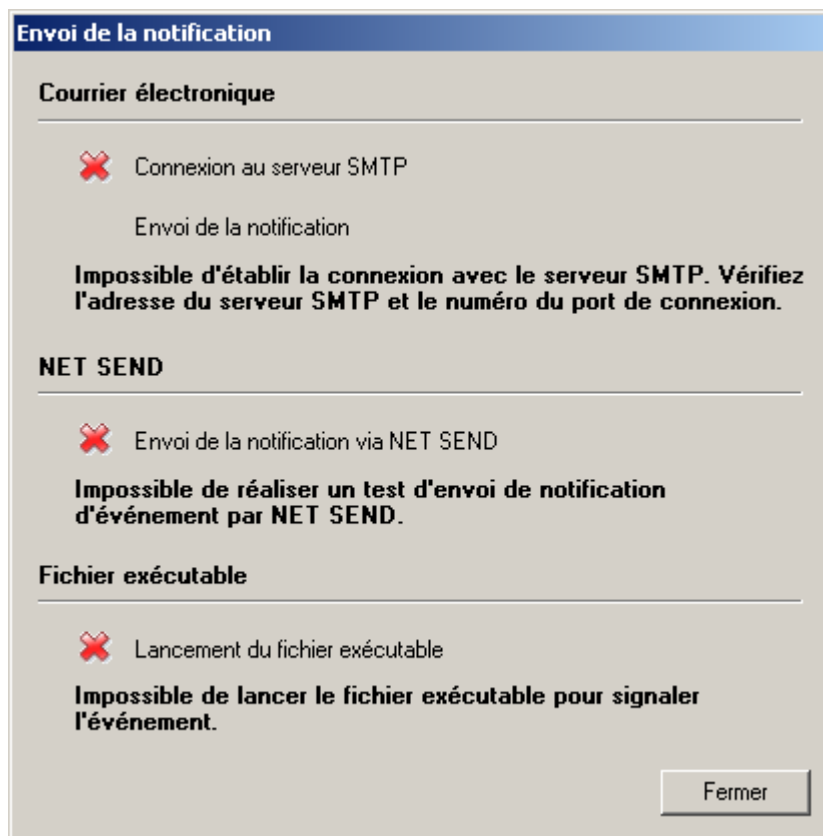 Envoi de la notification
Courrier électronique
Connexion au serveur SMTP
Envoi de la notification
Impossible d'établir la connexion avec le serveur SMTP. Vérifiez
l'adresse du serveur SMTP et le numéro du port de connexion.
NET SEND
Envoi de la notification via NET SEND
Impossible de réaliser un test d'envoi de notification
d'événement par NET SEND.
Fichier exécutable
Lancement du fichier exécutable
Impossible de lancer le fichier exécutable pour signaler
l'événement.
Fermer